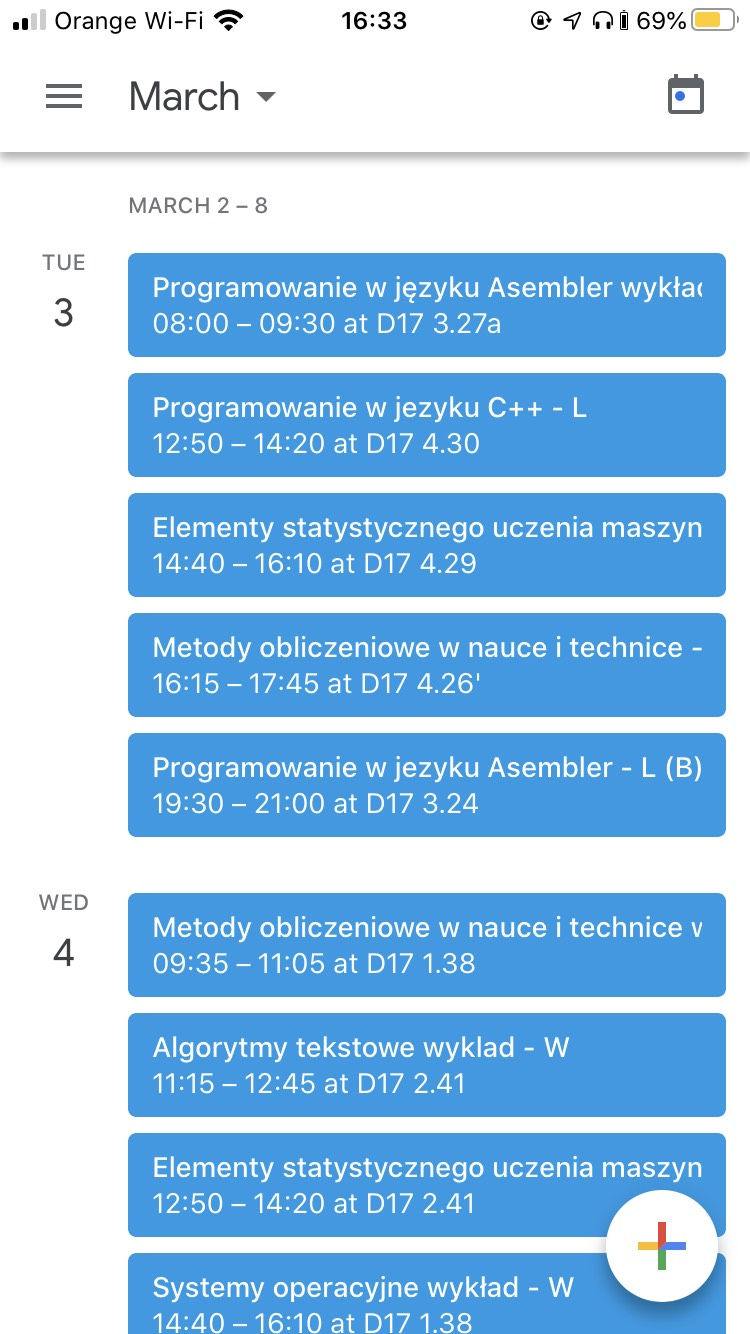 Orange Wi-Fi 16:33 69%
March
MARCH 2 – 8
TUE
3
Programowanie w języku Asembler
08:00 – 09:30 at D17 3.27a
Programowanie w jezyku C++ - L
12:50 – 14:20 at D17 4.30
Elementy statystycznego uczenia maszyn
14:40 – 16:10 at D17 4.29
Metody obliczeniowe w nauce i technice -
16:15 – 17:45 at D17 4.26'
Programowanie w jezyku Asembler - L (B)
19:30 – 21:00 at D17 3.24
WED
4
Metody obliczeniowe w nauce i technice
09:35 – 11:05 at D17 1.38
Algorytmy tekstowe wyklad - W
11:15 – 12:45 at D17 2.41
Elementy statystycznego uczenia maszyn
12:50 – 14:20 at D17 2.41
Systemy operacyjne wykład - W
14:40 – 16:10 at D17 1.38